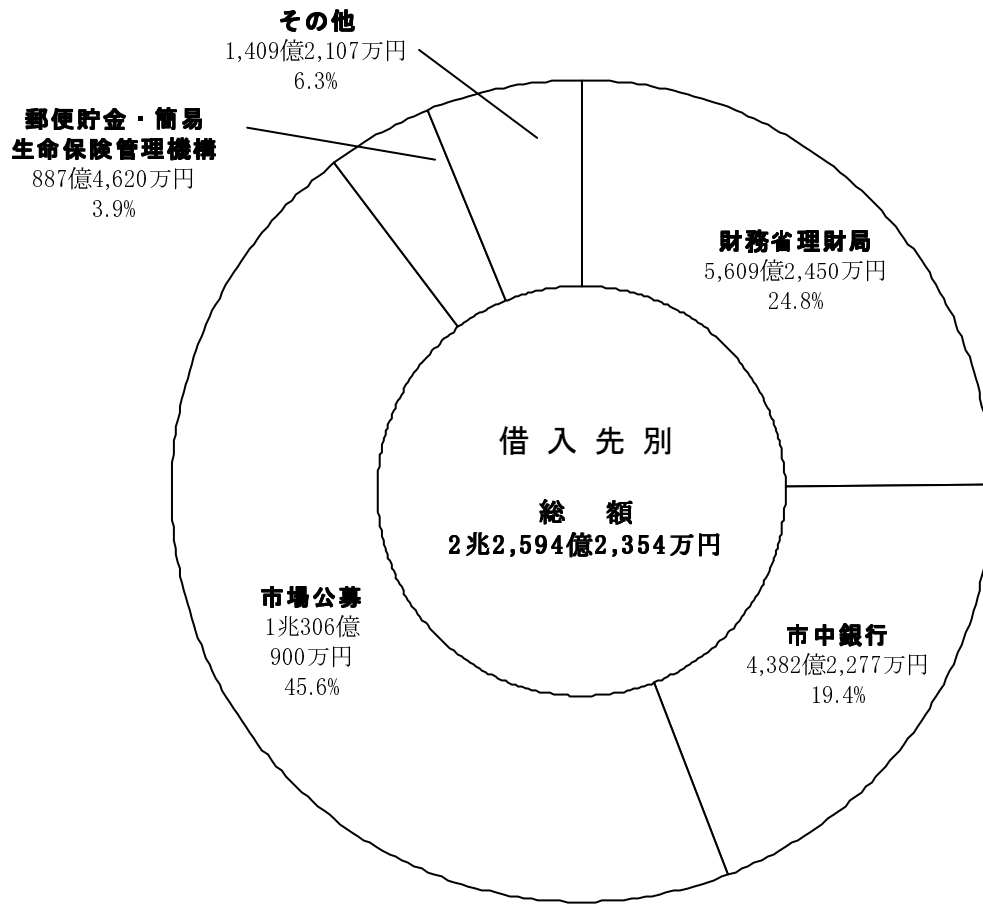 その他
1,409億2,107万円
6.3%
郵便貯金・簡易
生命保険管理機構
887億4,620万円
3.9%
財務省理財局
5,609億2,450万円
24.8%
借入先別
総 額
2兆2,594億2,354万円
市場公募
1兆306億
900万円
45.6%
市中銀行
4,382億2,277万円
19.4%